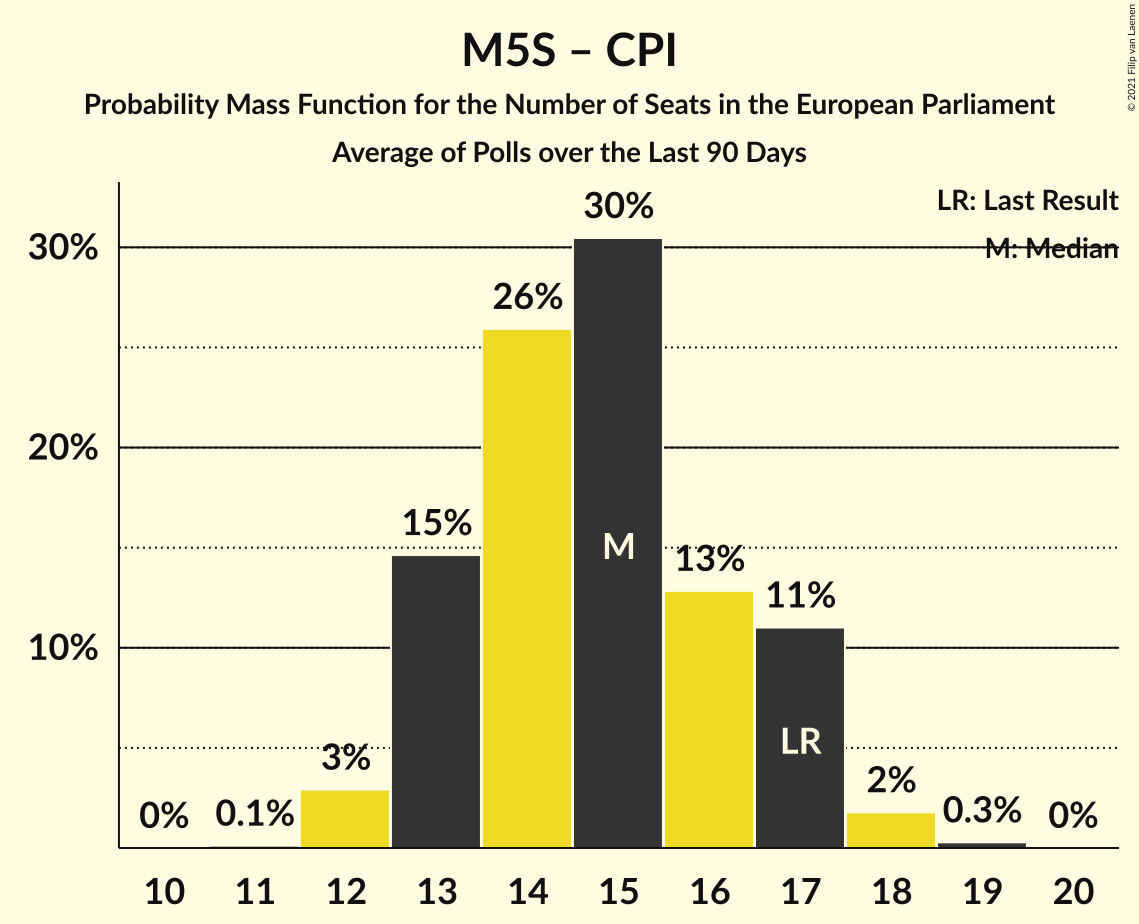 M5S – CPI
Probability Mass Function for the Number of Seats in the European Parliament
Average of Polls over the Last 90 Days
© 2021 Filip van Laenen
LR: Last Result
M: Median
30%
20%
10%
0%
0.1%
3%
15%
26%
30%
M
13%
11%
LR
2%
0.3%
0%
10 11 12 13 14 15 16 17 18 19 20